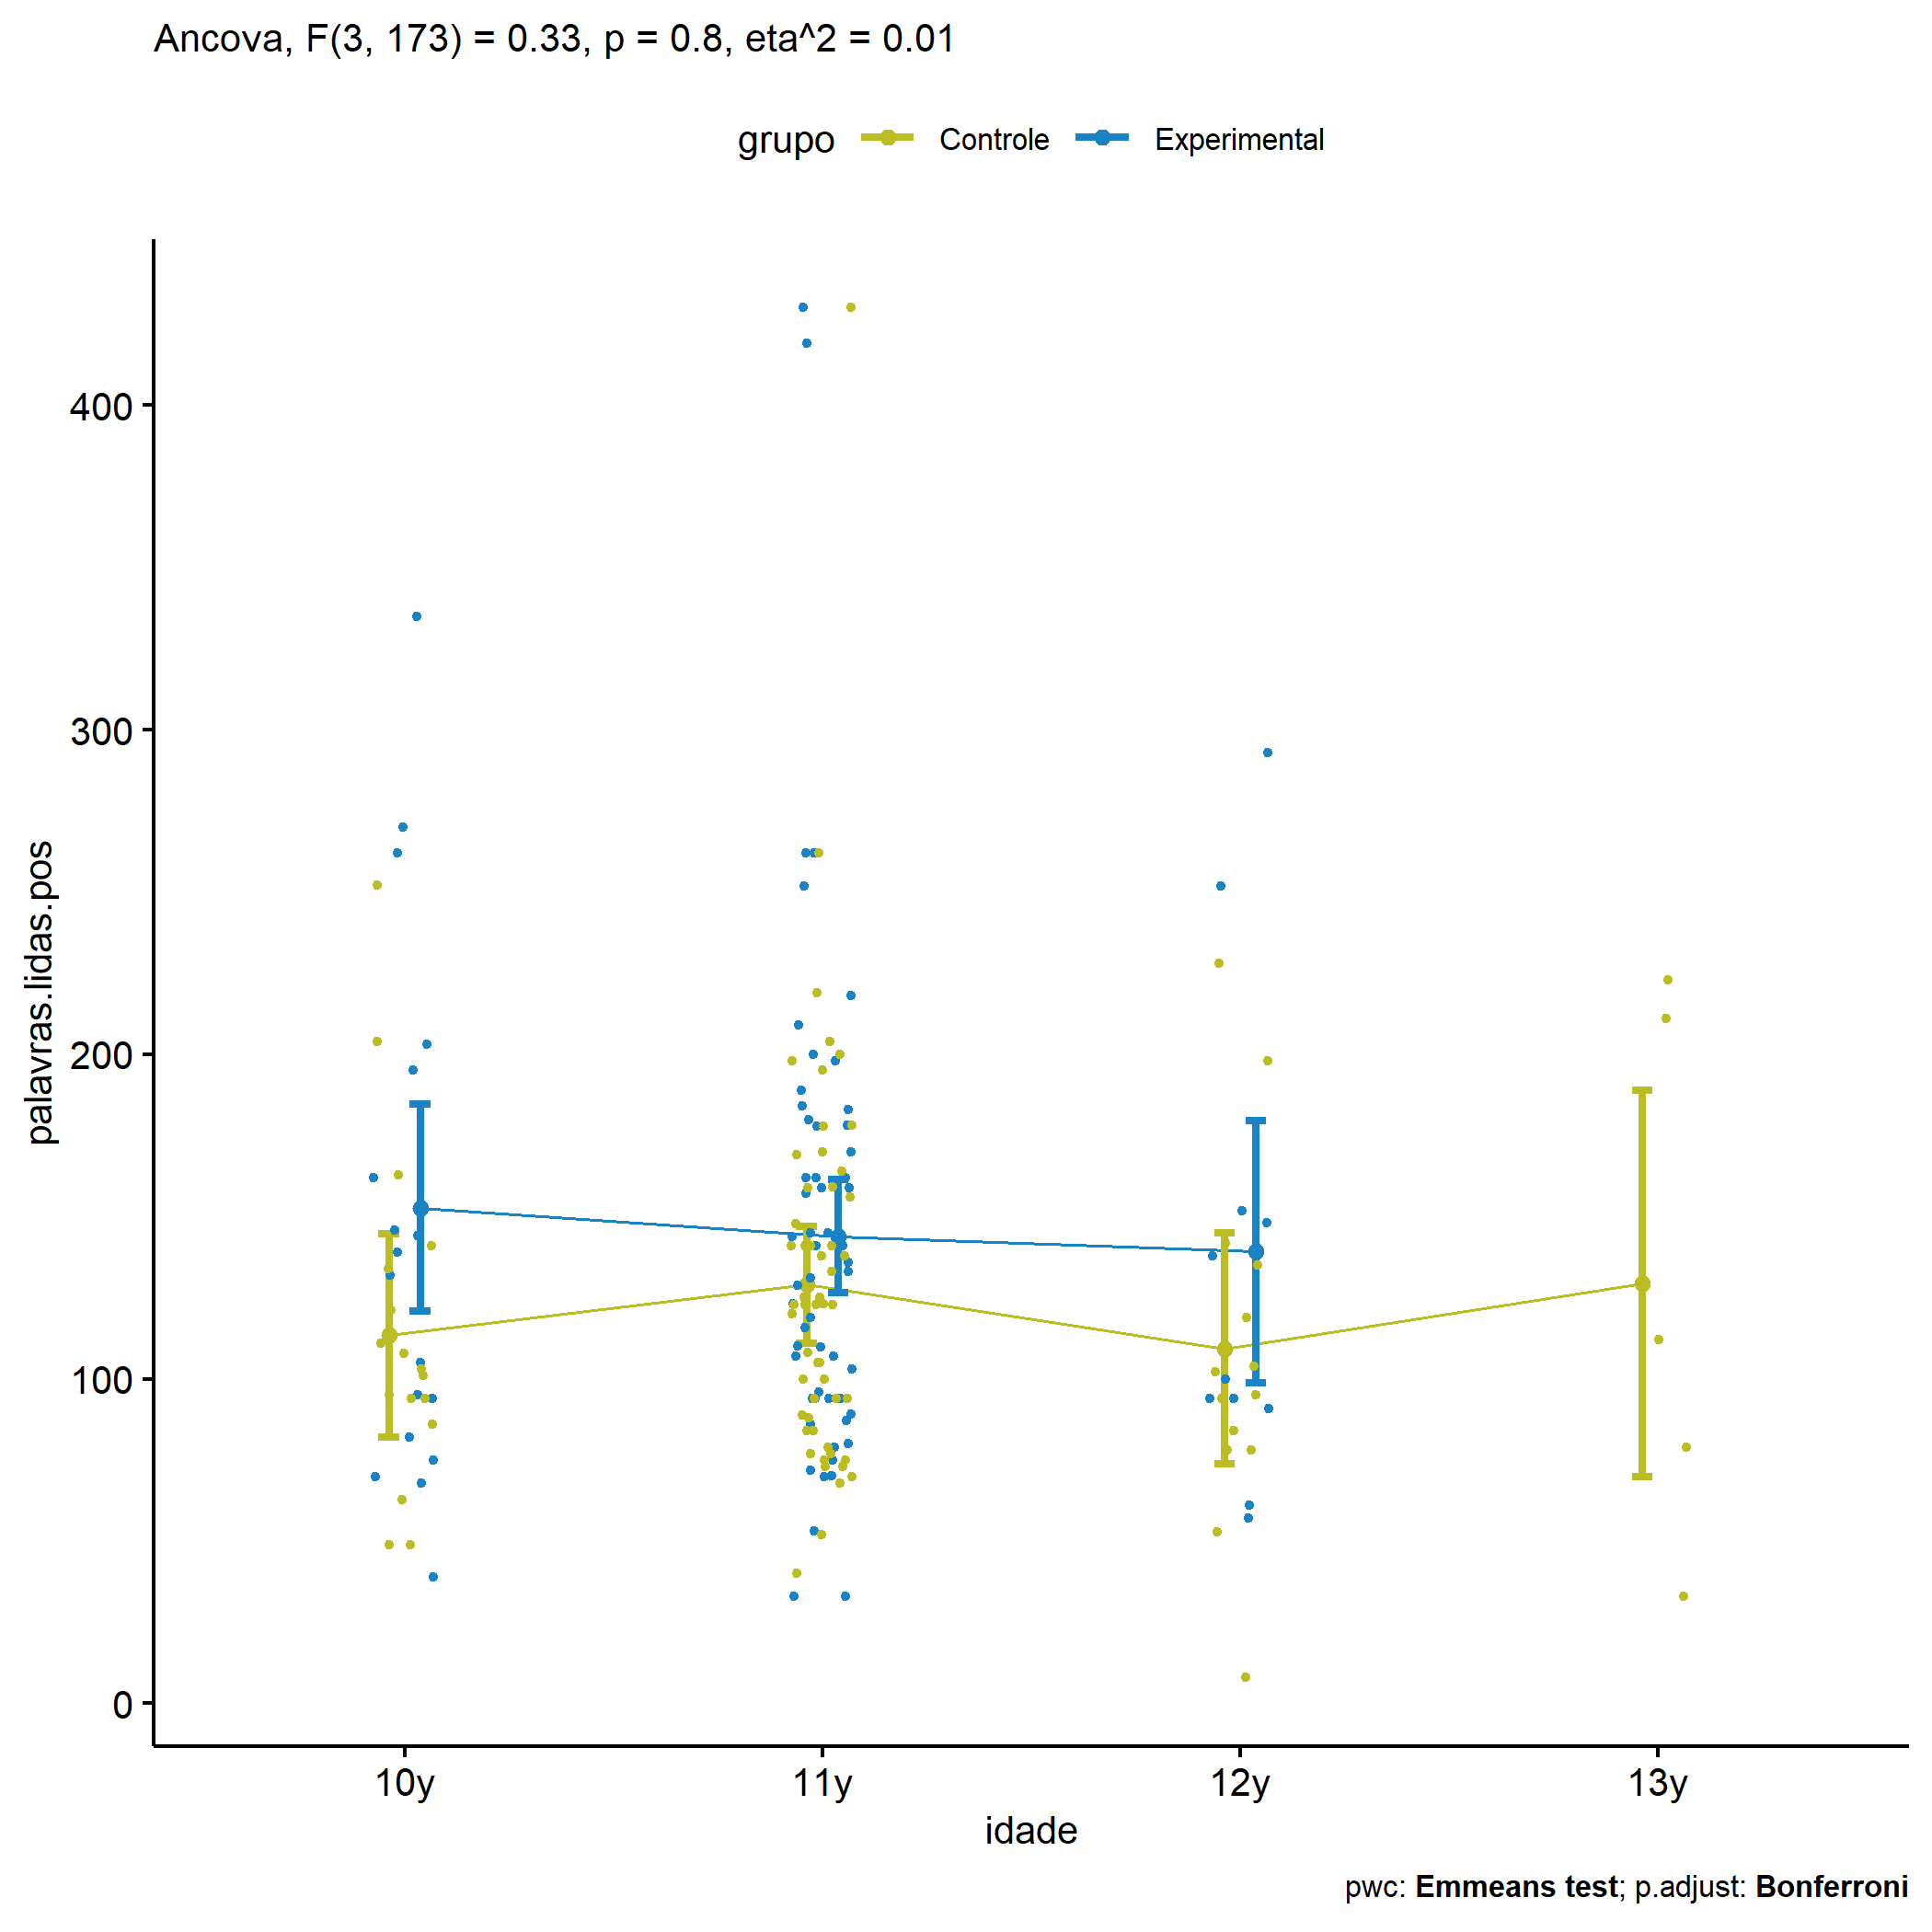 Ancova, F(3, 173) = 0.33, p = 0.8, eta^2 = 0.01
grupo Controle Experimental
palavras.lidas.pos
400
300
200
100
0
10y 11y 12y 13y
idade
pwc: Emmeans test; p.adjust: Bonferroni